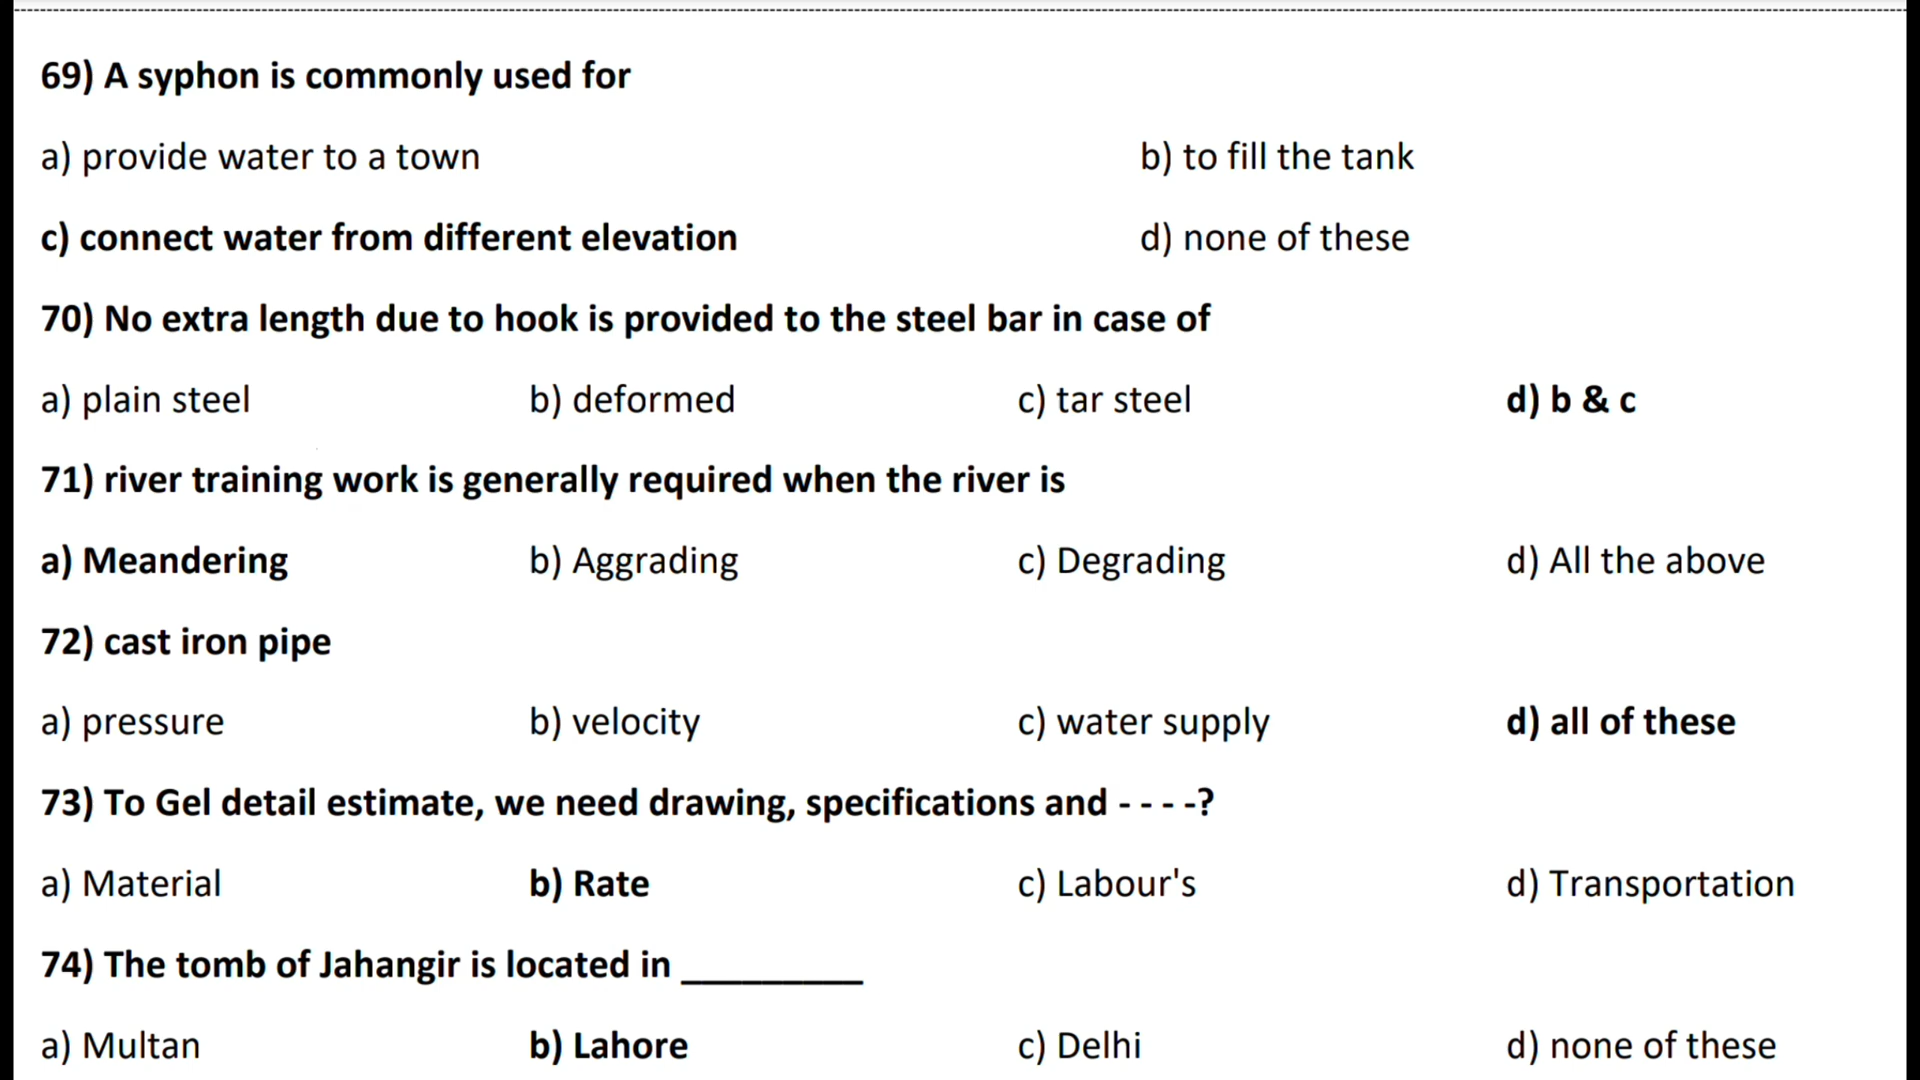 69) A syphon is commonly used for
a) provide water to a town b) to fill the tank
c) connect water from different elevation d) none of these
70) No extra length due to hook is provided to the steel bar in case of
a) plain steel b) deformed c) tar steel d) b & c
71) river training work is generally required when the river is
a) Meandering b) Aggrading c) Degrading d) All the above
72) cast iron pipe
a) pressure b) velocity c) water supply d) all of these
73) To Gel detail estimate, we need drawing, specifications and - - - -?
a) Material b) Rate c) Labour's d) Transportation
74) The tomb of Jahangir is located in _________
a) Multan b) Lahore c) Delhi d) none of these